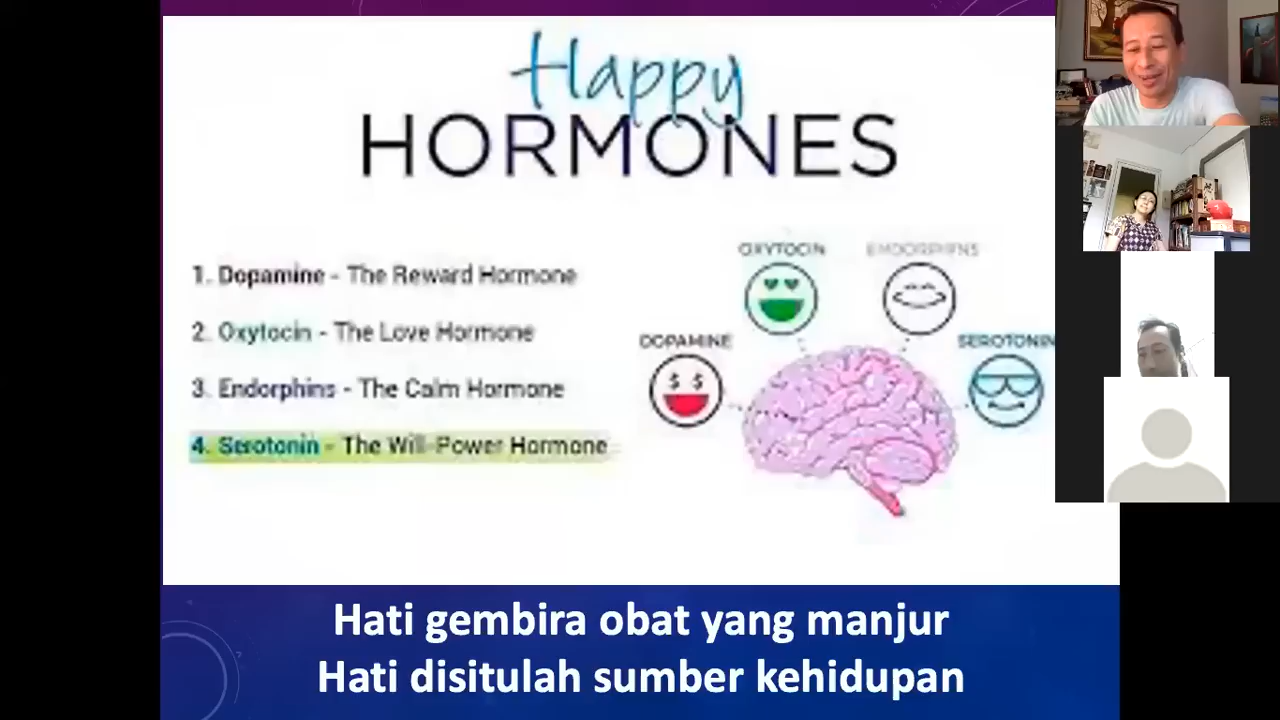 Happy
HORMONES
1. Dopamine - The Reward Hormone
2. Oxytocin - The Love Hormone
3. Endorphins - The Calm Hormone
4. Serotonin - The Will-Power Hormone
OXYTOCIN
ENDORPHINS
DOPAMINE
SEROTONIN
Hati gembira obat yang manjur
Hati disitulah sumber kehidupan